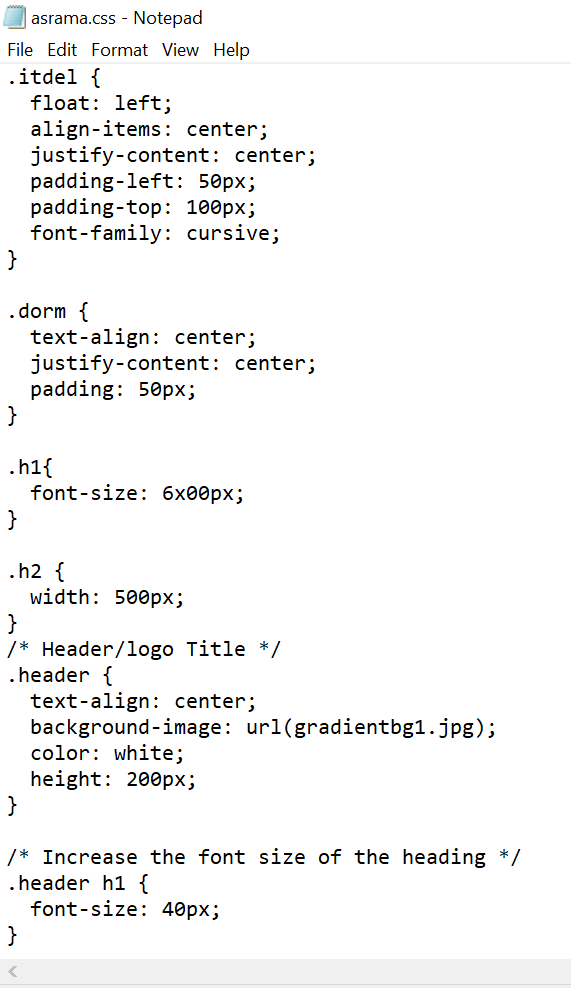 asrama.css - Notepad
File Edit Format View Help
.itdel {
  float: left;
  align-items: center;
  justify-content: center;
  padding-left: 50px;
  padding-top: 100px;
  font-family: cursive;
}

.dorm {
  text-align: center;
  justify-content: center;
  padding: 50px;
}

.h1{
  font-size: 6x00px;
}

.h2 {
  width: 500px;
}
/* Header/logo Title */
.header {
  text-align: center;
  background-image: url(gradientbg1.jpg);
  color: white;
  height: 200px;
}

/* Increase the font size of the heading */
.header h1 {
  font-size: 40px;
}